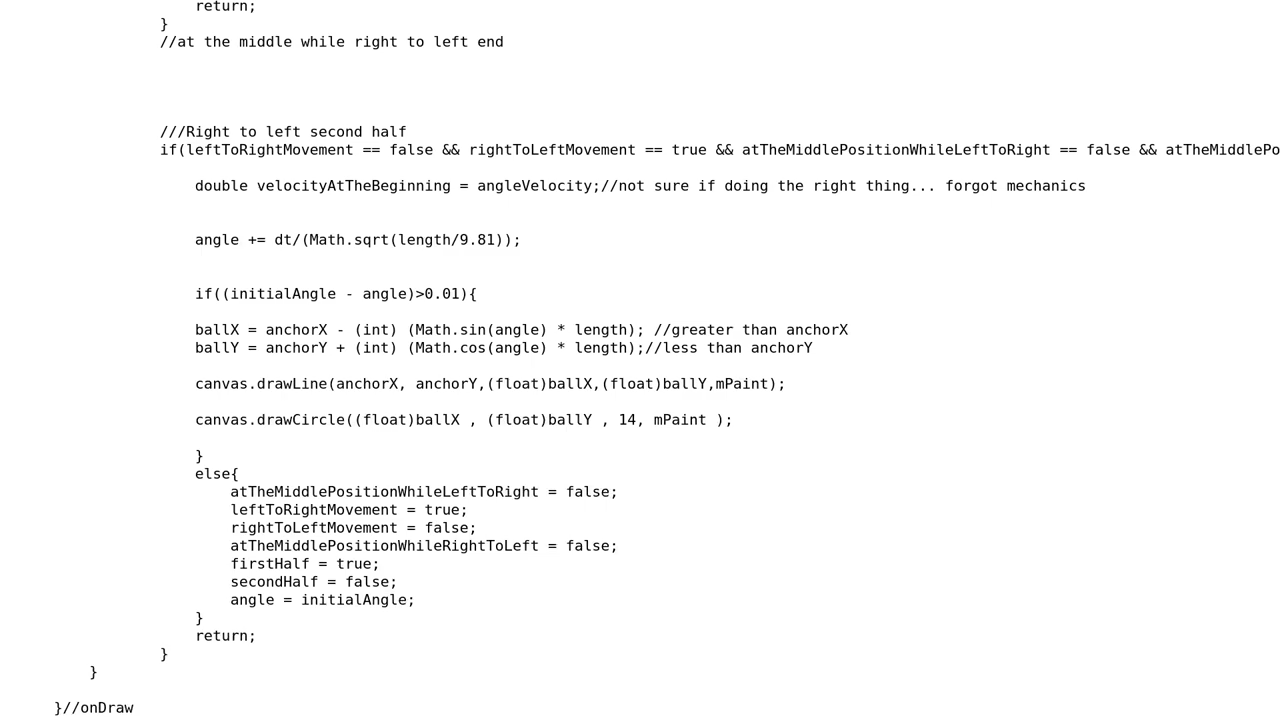 return;
}
//at the middle while right to left end
///Right to left second half
if(leftToRightMovement == false && rightToLeftMovement == true && atTheMiddlePositionWhileLeftToRight == false && atTheMiddlePo
double velocityAtTheBeginning = angleVelocity;//not sure if doing the right thing... forgot mechanics
angle += dt/(Math.sqrt(length/9.81));
if((initialAngle - angle)>0.01){
ballX = anchorX - (int) (Math.sin(angle) * length); //greater than anchorX
ballY = anchorY + (int) (Math.cos(angle) * length);//less than anchorY
canvas.drawLine(anchorX, anchorY,(float)ballX,(float)ballY,mPaint);
canvas.drawCircle((float)ballX , (float)ballY , 14, mPaint );
}
else{
atTheMiddlePositionWhileLeftToRight = false;
leftToRightMovement = true;
rightToLeftMovement = false;
atTheMiddlePositionWhileRightToLeft = false;
firstHalf = true;
secondHalf = false;
angle = initialAngle;
}
return;
}
}
}//onDraw